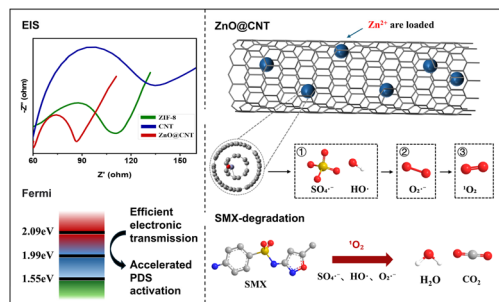 EIS
-Z" (ohm)
ZIF-8
CNT
ZnO@CNT
60 80 100 120 140 160
Z' (ohm)
Fermi
2.09eV
1.99eV
1.55eV
Efficient
electronic
transmission
Accelerated
PDS
activation
ZnO@CNT
Zn²⁺ are loaded
① ② ③
SO₄·⁻ HO· O₂·⁻ ¹O₂
SMX-degradation
SMX
¹O₂
SO₄·⁻、HO·、O₂·⁻
H₂O CO₂